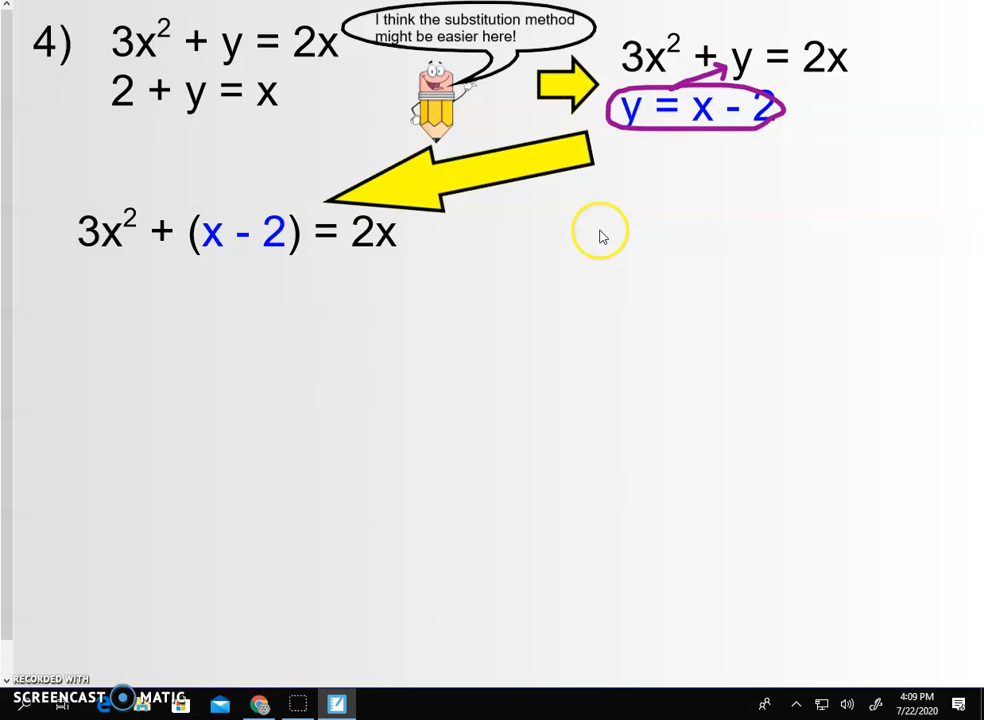 4) 3x² + y = 2x
2 + y = x
I think the substitution method
might be easier here!
3x² + y = 2x
y = x - 2
3x² + (x - 2) = 2x
RECORDED WITH
SCREENCAST MATIC
4:09 PM
7/22/2020